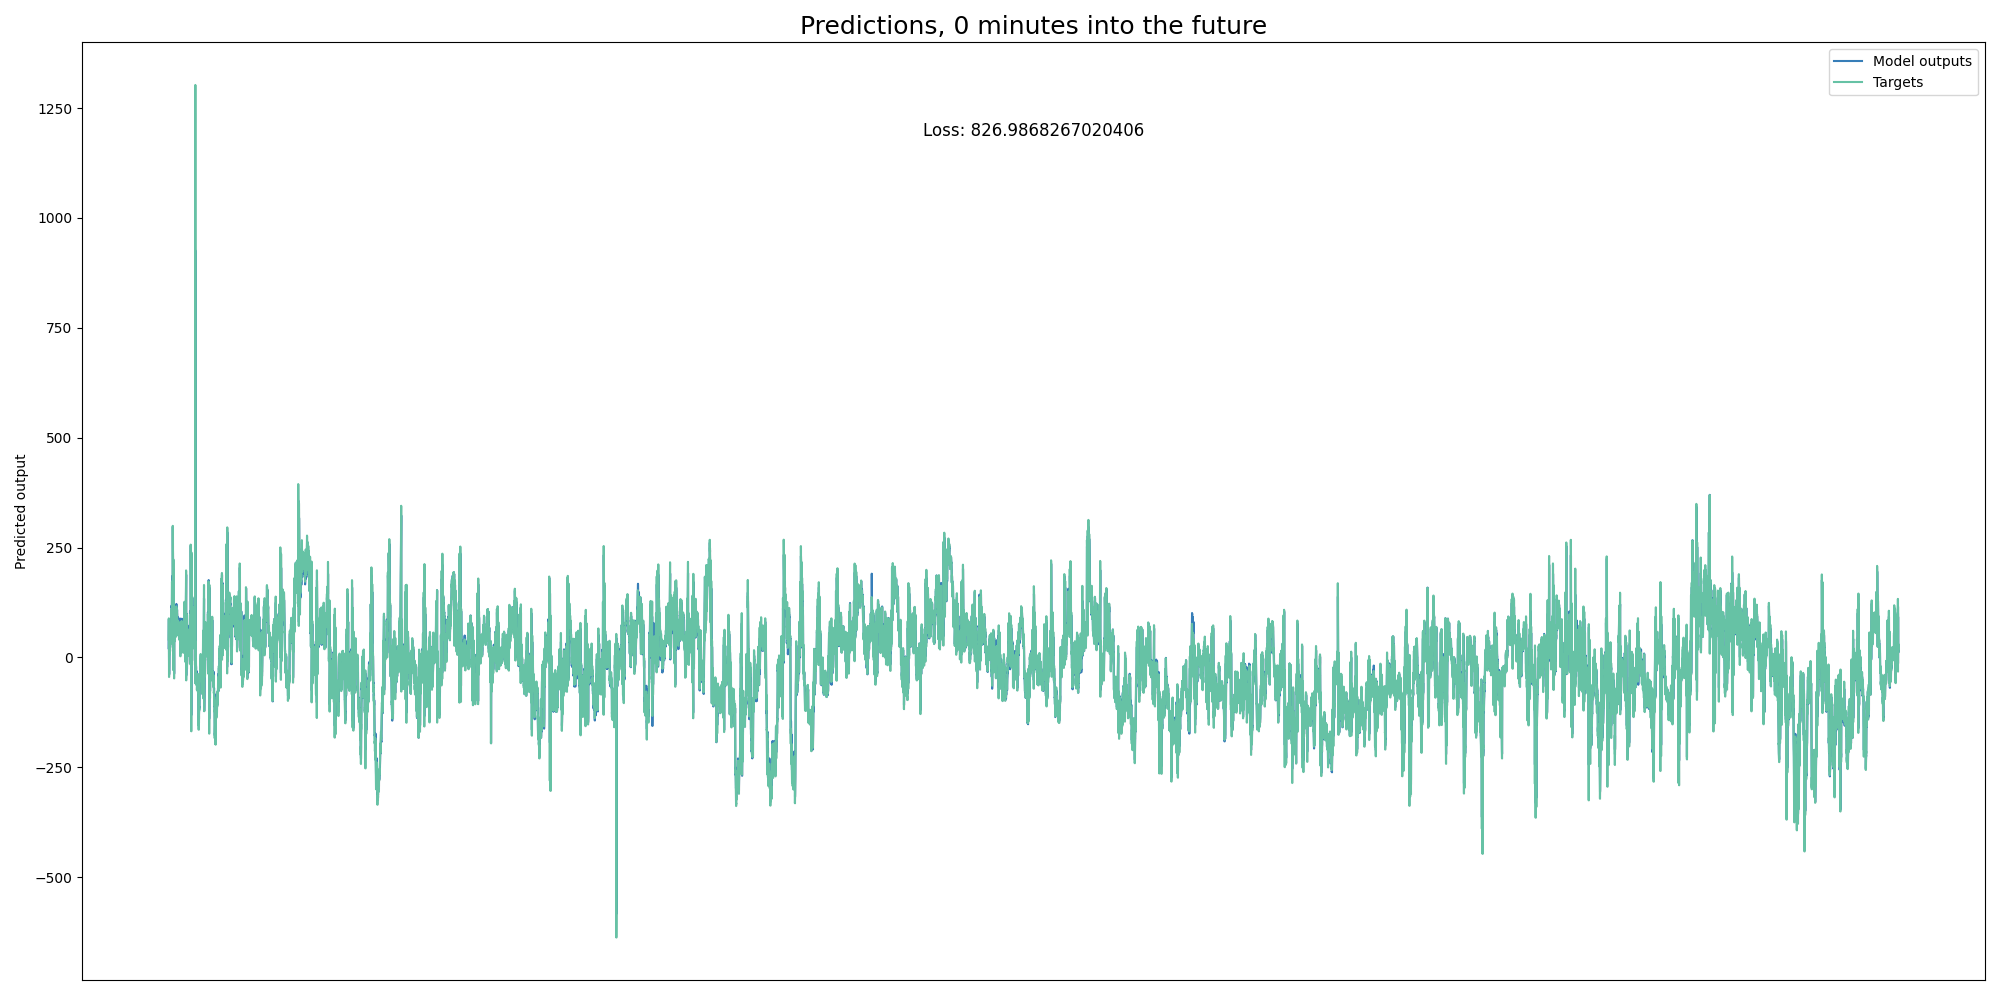 Predictions, 0 minutes into the future
Model outputs
Targets
Loss: 826.9868267020406
Predicted output
1250
1000
750
500
250
0
−250
−500